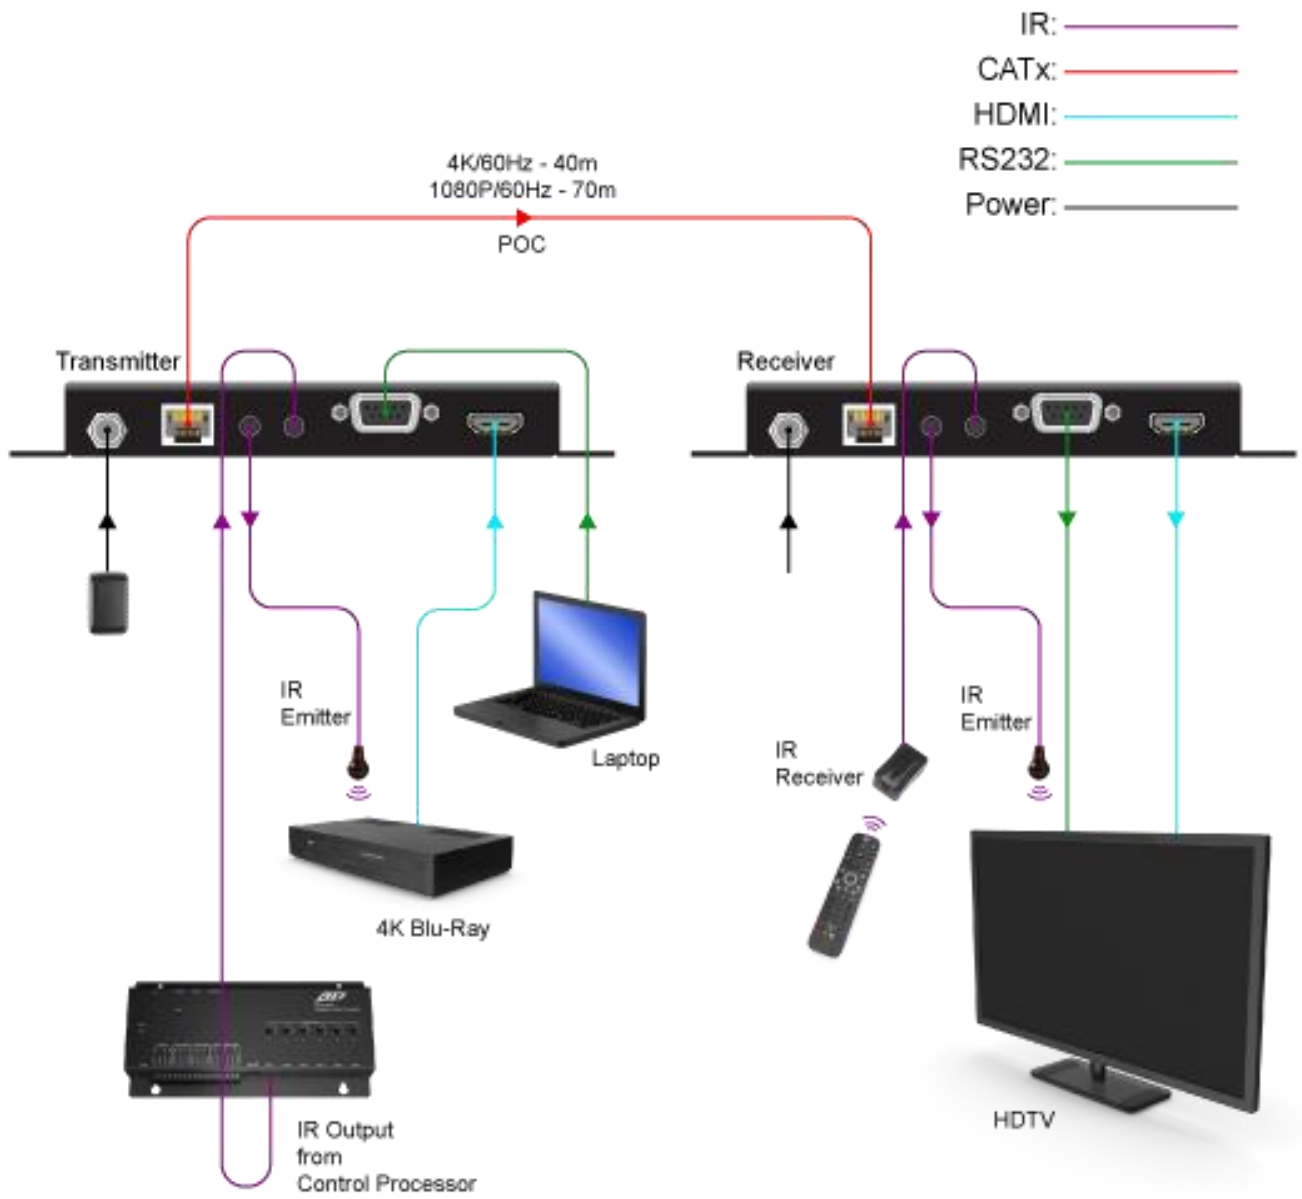 IR:
CATx:
HDMI:
RS232:
Power:
4K/60Hz - 40m
1080P/60Hz - 70m
POC
Transmitter
Receiver
IR
Emitter
Laptop
IR
Receiver
IR
Emitter
4K Blu-Ray
HDTV
IR Output
from
Control Processor